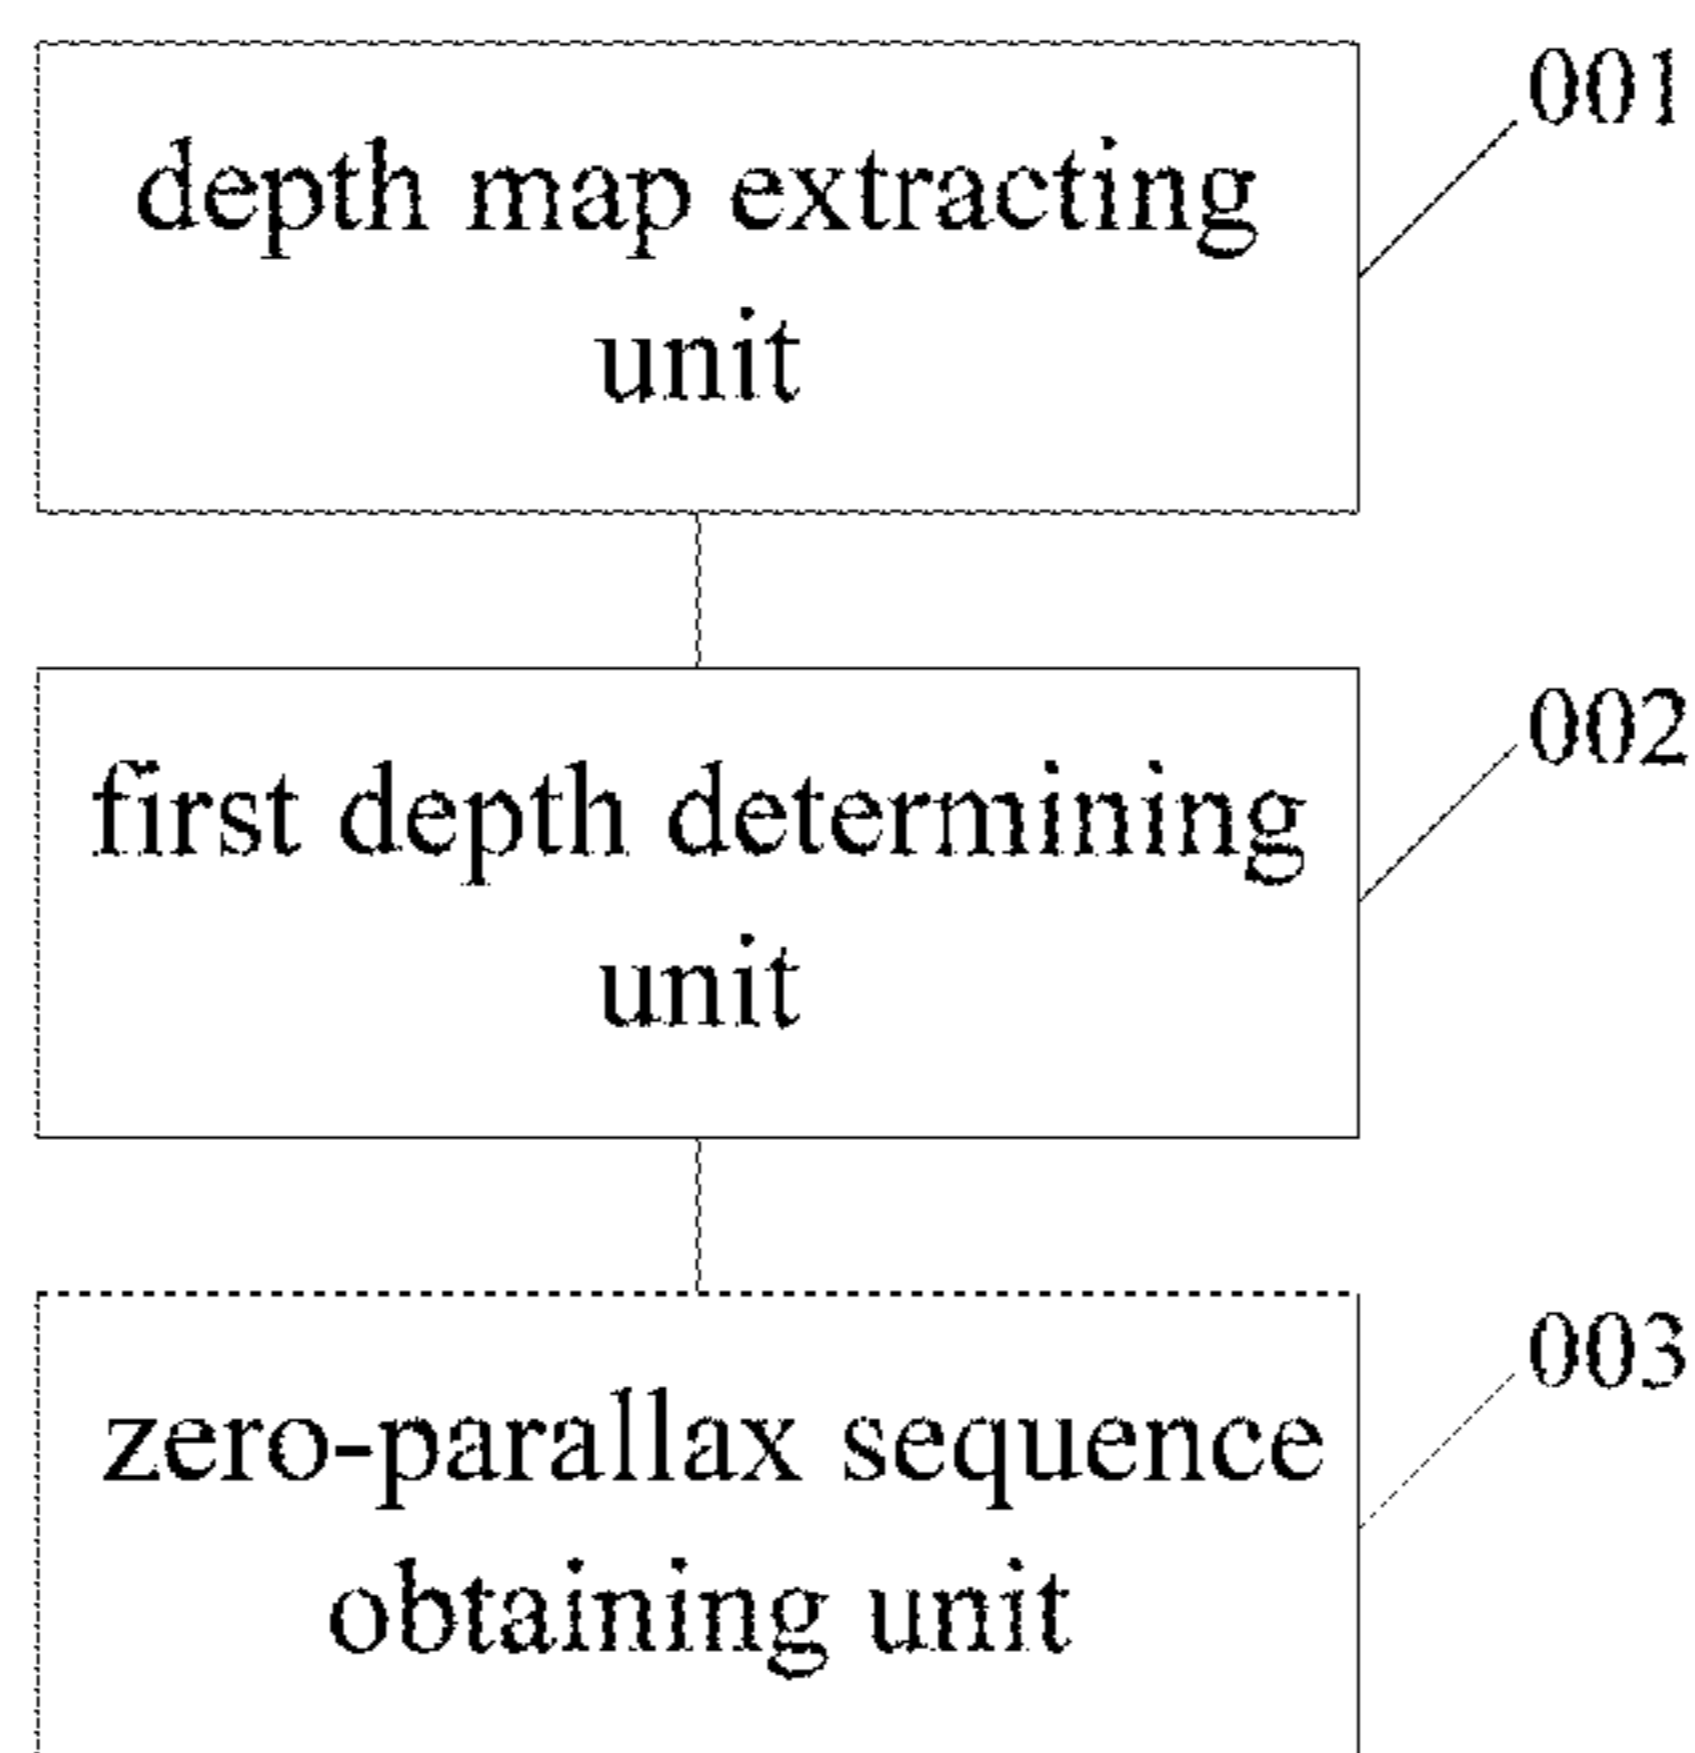 001
depth map extracting
unit
002
first depth determining
unit
003
zero-parallax sequence
obtaining unit